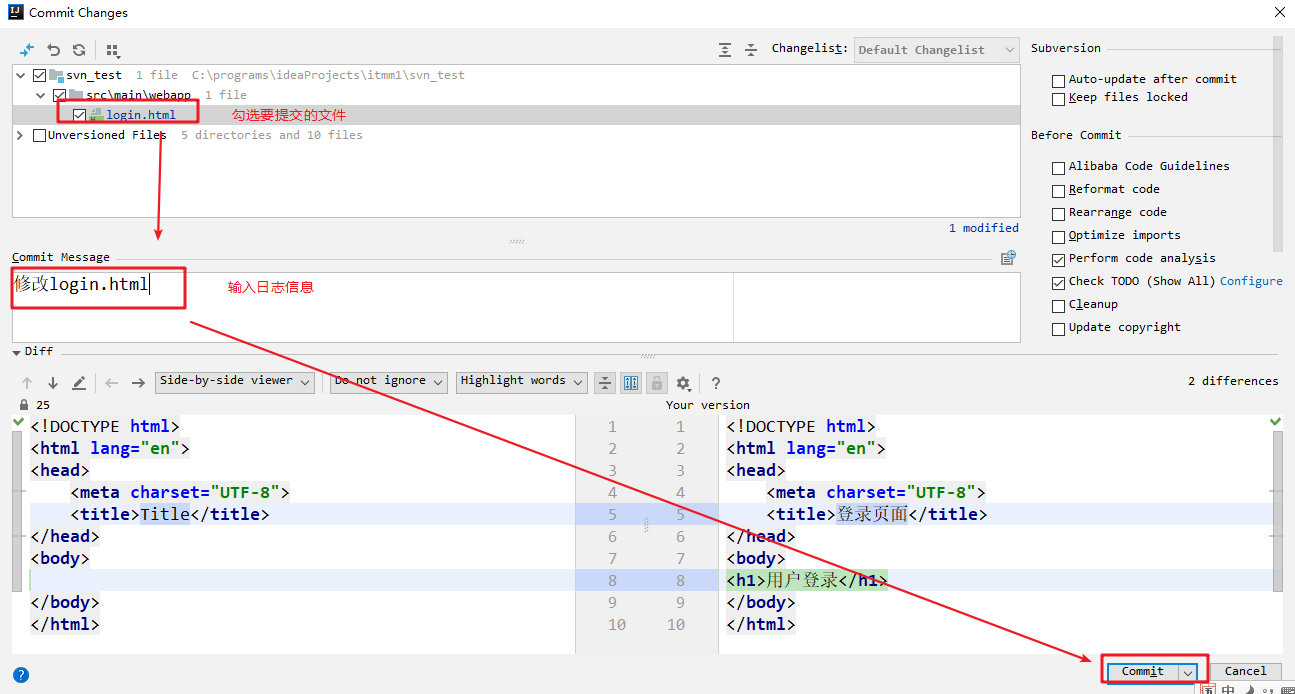 Commit Changes
Changelist: Default Changelist
svn_test 1 file C:\programs\ideaProjects\itmm1\svn_test
src\main\webapp 1 file
login.html 勾选要提交的文件
Unversioned Files 5 directories and 10 files
1 modified
Subversion
Auto-update after commit
Keep files locked
Before Commit
Alibaba Code Guidelines
Reformat code
Rearrange code
Optimize imports
Perform code analysis
Check TODO (Show All) Configure
Cleanup
Update copyright
Commit Message
修改login.html 输入日志信息
Diff
Side-by-side viewer Do not ignore Highlight words ? 2 differences
25 Your version
<!DOCTYPE html> 1 1 <!DOCTYPE html>
<html lang="en"> 2 2 <html lang="en">
<head> 3 3 <head>
<meta charset="UTF-8"> 4 4 <meta charset="UTF-8">
<title>Title</title> 5 5 <title>登录页面</title>
</head> 6 6 </head>
<body> 7 7 <body>
8 8 <h1>用户登录</h1>
</body> 9 9 </body>
</html> 10 10 </html>
? Commit Cancel
中